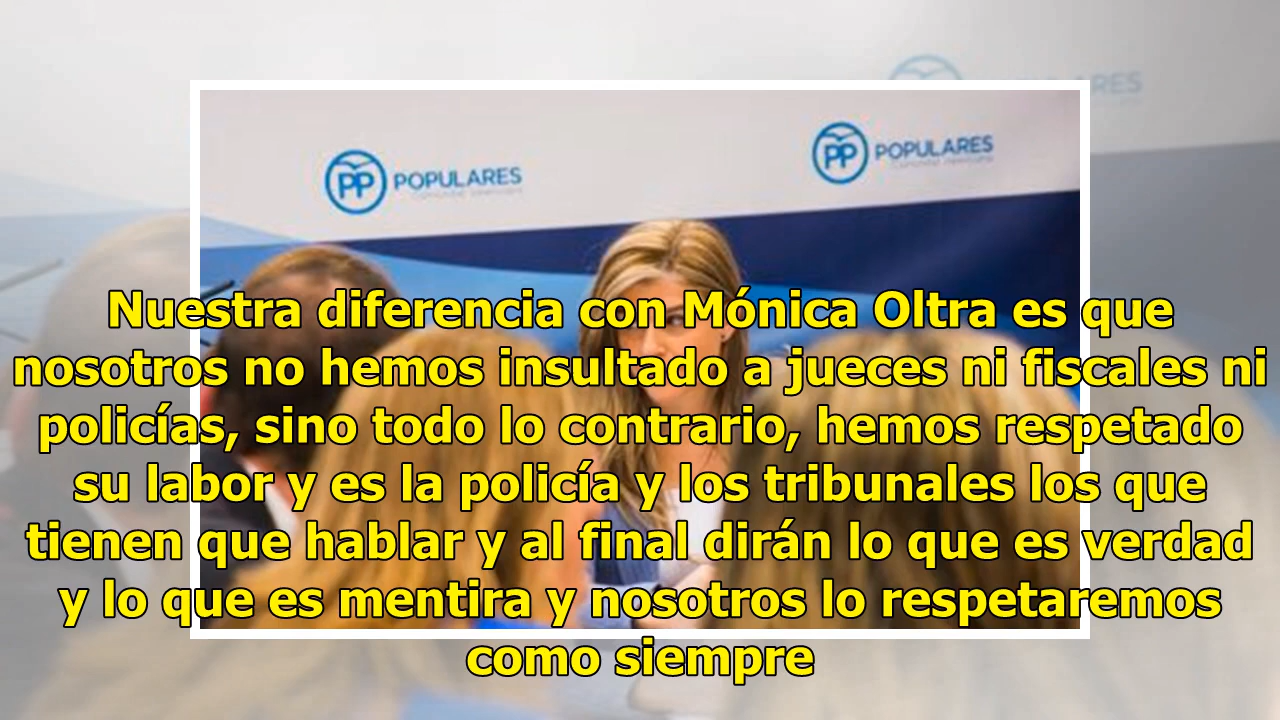 PP POPULARES
PP POPULARES
Nuestra diferencia con Mónica Oltra es que
nosotros no hemos insultado a jueces ni fiscales ni
policías, sino todo lo contrario, hemos respetado
su labor y es la policía y los tribunales los que
tienen que hablar y al final dirán lo que es verdad
y lo que es mentira y nosotros lo respetaremos
como siempre